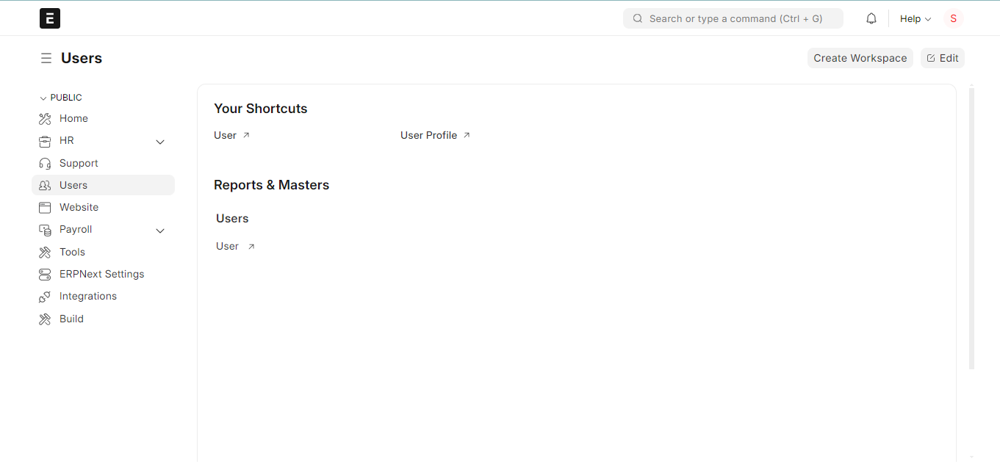 E
Search or type a command (Ctrl + G)
Help
S
Users
Create Workspace
Edit
PUBLIC
Home
HR
Support
Users
Website
Payroll
Tools
ERPNext Settings
Integrations
Build
Your Shortcuts
User
User Profile
Reports & Masters
Users
User